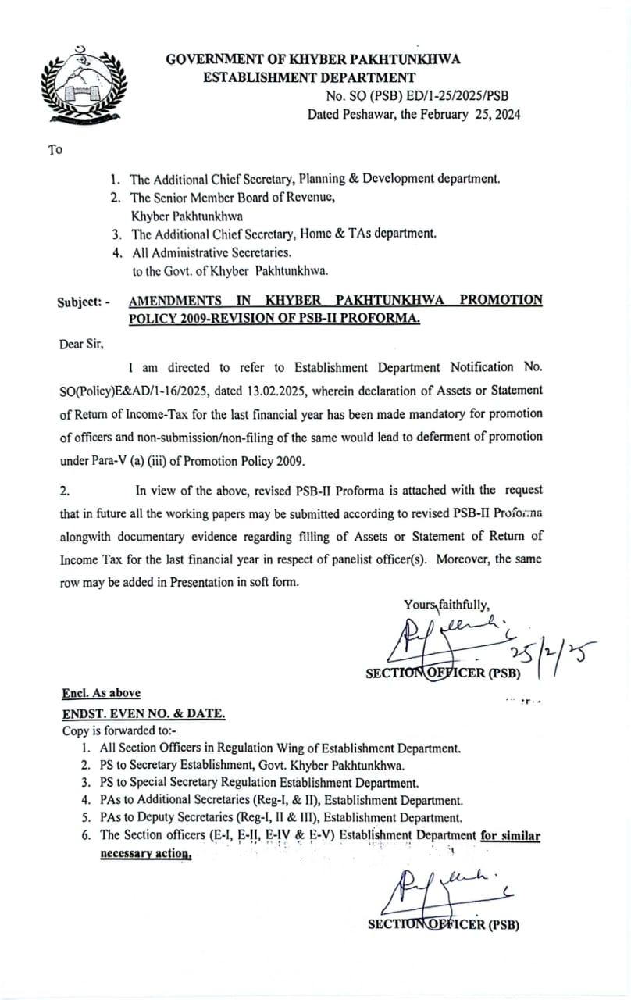 GOVERNMENT OF KHYBER PAKHTUNKHWA
ESTABLISHMENT DEPARTMENT
No. SO (PSB) ED/1-25/2025/PSB
Dated Peshawar, the February 25, 2024
To
1. The Additional Chief Secretary, Planning & Development department.
2. The Senior Member Board of Revenue,
Khyber Pakhtunkhwa
3. The Additional Chief Secretary, Home & TAs department.
4. All Administrative Secretaries.
to the Govt. of Khyber Pakhtunkhwa.
Subject: - AMENDMENTS IN KHYBER PAKHTUNKHWA PROMOTION
POLICY 2009-REVISION OF PSB-II PROFORMA.
Dear Sir,
I am directed to refer to Establishment Department Notification No.
SO(Policy)E&AD/1-16/2025, dated 13.02.2025, wherein declaration of Assets or Statement
of Return of Income-Tax for the last financial year has been made mandatory for promotion
of officers and non-submission/non-filing of the same would lead to deferment of promotion
under Para-V (a) (iii) of Promotion Policy 2009.
2. In view of the above, revised PSB-II Proforma is attached with the request
that in future all the working papers may be submitted according to revised PSB-II Proforma
alongwith documentary evidence regarding filling of Assets or Statement of Return of
Income Tax for the last financial year in respect of panelist officer(s). Moreover, the same
row may be added in Presentation in soft form.
Yours faithfully,
25/2/25
SECTION OFFICER (PSB)
Encl. As above
ENDST. EVEN NO. & DATE.
Copy is forwarded to:-
1. All Section Officers in Regulation Wing of Establishment Department.
2. PS to Secretary Establishment, Govt. Khyber Pakhtunkhwa.
3. PS to Special Secretary Regulation Establishment Department.
4. PAs to Additional Secretaries (Reg-I, & II), Establishment Department.
5. PAs to Deputy Secretaries (Reg-I, II & III), Establishment Department.
6. The Section officers (E-I, E-II, E-IV & E-V) Establishment Department for similar
necessary action.
SECTION OFFICER (PSB)